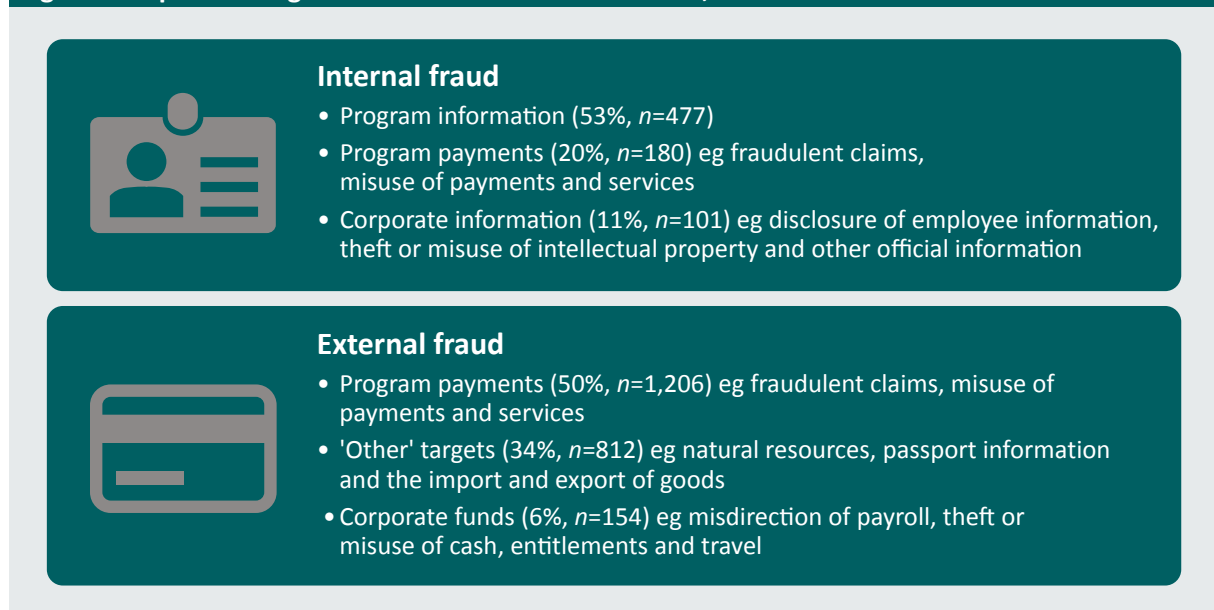 Internal fraud
• Program information (53%, n=477)
• Program payments (20%, n=180) eg fraudulent claims,
misuse of payments and services
• Corporate information (11%, n=101) eg disclosure of employee information,
theft or misuse of intellectual property and other official information
External fraud
• Program payments (50%, n=1,206) eg fraudulent claims, misuse of
payments and services
• 'Other' targets (34%, n=812) eg natural resources, passport information
and the import and export of goods
• Corporate funds (6%, n=154) eg misdirection of payroll, theft or
misuse of cash, entitlements and travel